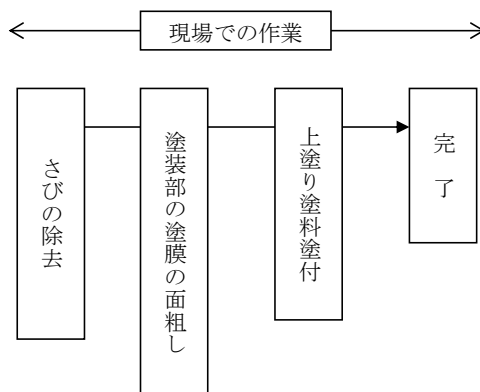 現場での作業
さびの除去
塗装部の塗膜の面粗し
上塗り塗料塗付
完了